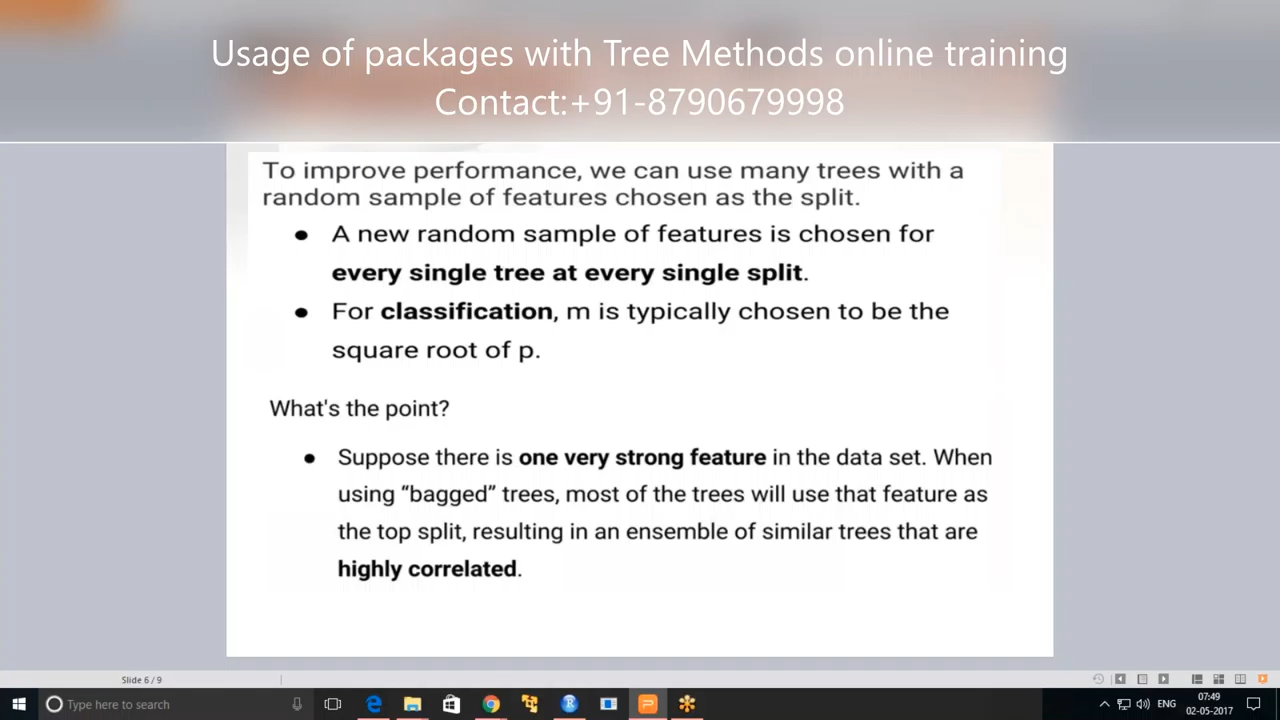 Usage of packages with Tree Methods online training
Contact:+91-8790679998
To improve performance, we can use many trees with a
random sample of features chosen as the split.
● A new random sample of features is chosen for
every single tree at every single split.
● For classification, m is typically chosen to be the
square root of p.
What's the point?
● Suppose there is one very strong feature in the data set. When
using “bagged” trees, most of the trees will use that feature as
the top split, resulting in an ensemble of similar trees that are
highly correlated.
Slide 6 / 9
Type here to search
ENG
07:49
02-05-2017